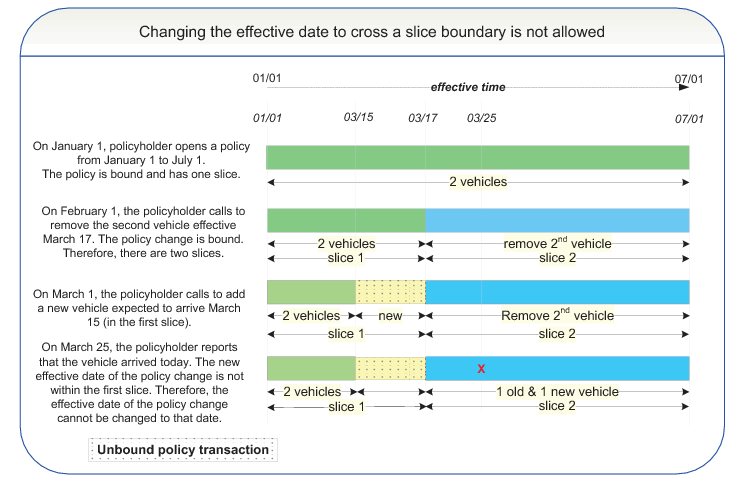 Changing the effective date to cross a slice boundary is not allowed
01/01
07/01
effective time
01/01
03/15
03/17
03/25
07/01
On January 1, policyholder opens a policy
from January 1 to July 1.
The policy is bound and has one slice.
2 vehicles
On February 1, the policyholder calls to
remove the second vehicle effective
March 17. The policy change is bound.
Therefore, there are two slices.
2 vehicles
remove 2nd vehicle
slice 1
slice 2
On March 1, the policyholder calls to add
a new vehicle expected to arrive March
15 (in the first slice).
2 vehicles
new
Remove 2nd vehicle
slice 1
slice 2
On March 25, the policyholder reports
that the vehicle arrived today. The new
effective date of the policy change is not
within the first slice. Therefore, the
effective date of the policy change
cannot be changed to that date.
X
2 vehicles
1 old & 1 new vehicle
slice 1
slice 2
Unbound policy transaction